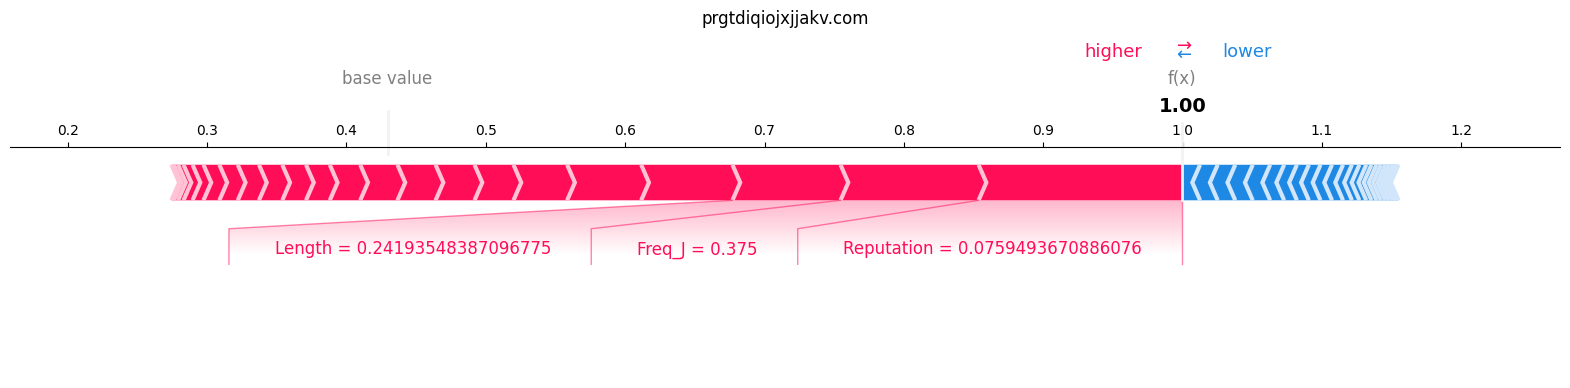 prgtdiqiojxjjakv.com
higher ⇄ lower
base value f(x)
1.00
0.2 0.3 0.4 0.5 0.6 0.7 0.8 0.9 1.0 1.1 1.2
Length = 0.24193548387096775 Freq_J = 0.375 Reputation = 0.0759493670886076